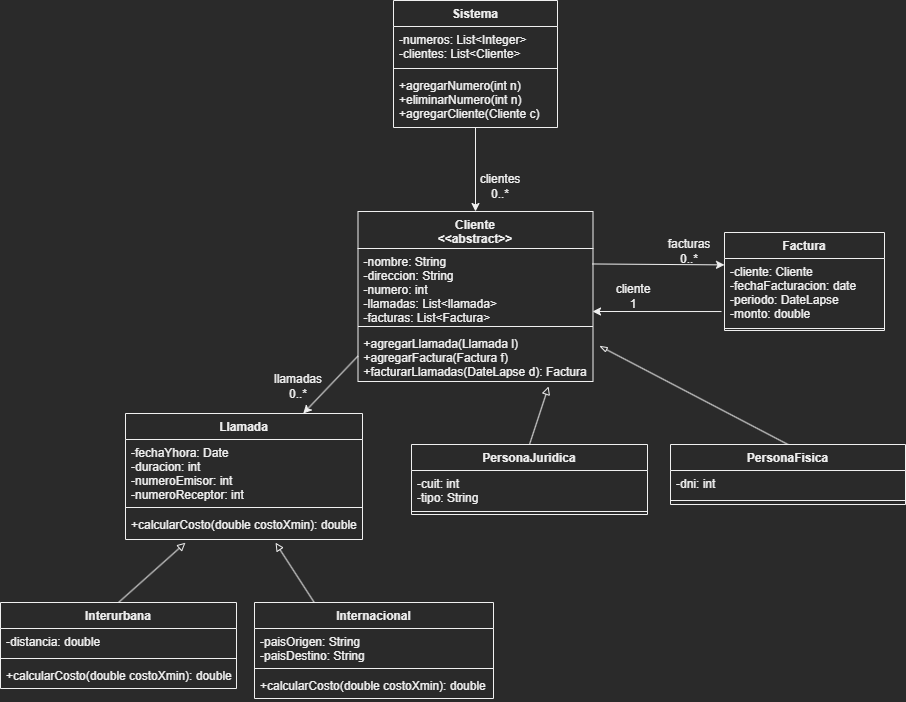 Sistema
-numeros: List<Integer>
-clientes: List<Cliente>
+agregarNumero(int n)
+eliminarNumero(int n)
+agregarCliente(Cliente c)
clientes
0..*
Cliente
<<abstract>>
-nombre: String
-direccion: String
-numero: int
-llamadas: List<llamada>
-facturas: List<Factura>
+agregarLlamada(Llamada l)
+agregarFactura(Factura f)
+facturarLlamadas(DateLapse d): Factura
facturas
0..*
cliente
1
Factura
-cliente: Cliente
-fechaFacturacion: date
-periodo: DateLapse
-monto: double
llamadas
0..*
Llamada
-fechaYhora: Date
-duracion: int
-numeroEmisor: int
-numeroReceptor: int
+calcularCosto(double costoXmin): double
PersonaJuridica
-cuit: int
-tipo: String
PersonaFisica
-dni: int
Interurbana
-distancia: double
+calcularCosto(double costoXmin): double
Internacional
-paisOrigen: String
-paisDestino: String
+calcularCosto(double costoXmin): double